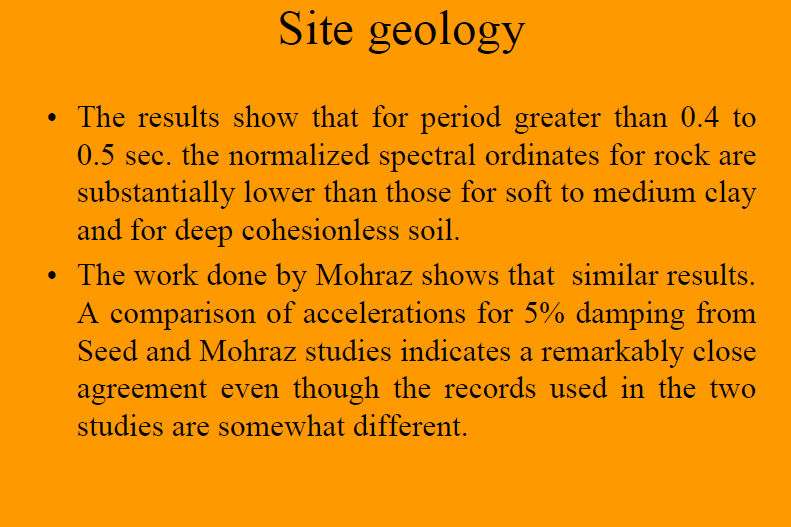 Site geology
• The results show that for period greater than 0.4 to
0.5 sec. the normalized spectral ordinates for rock are
substantially lower than those for soft to medium clay
and for deep cohesionless soil.
• The work done by Mohraz shows that  similar results.
A comparison of accelerations for 5% damping from
Seed and Mohraz studies indicates a remarkably close
agreement even though the records used in the two
studies are somewhat different.